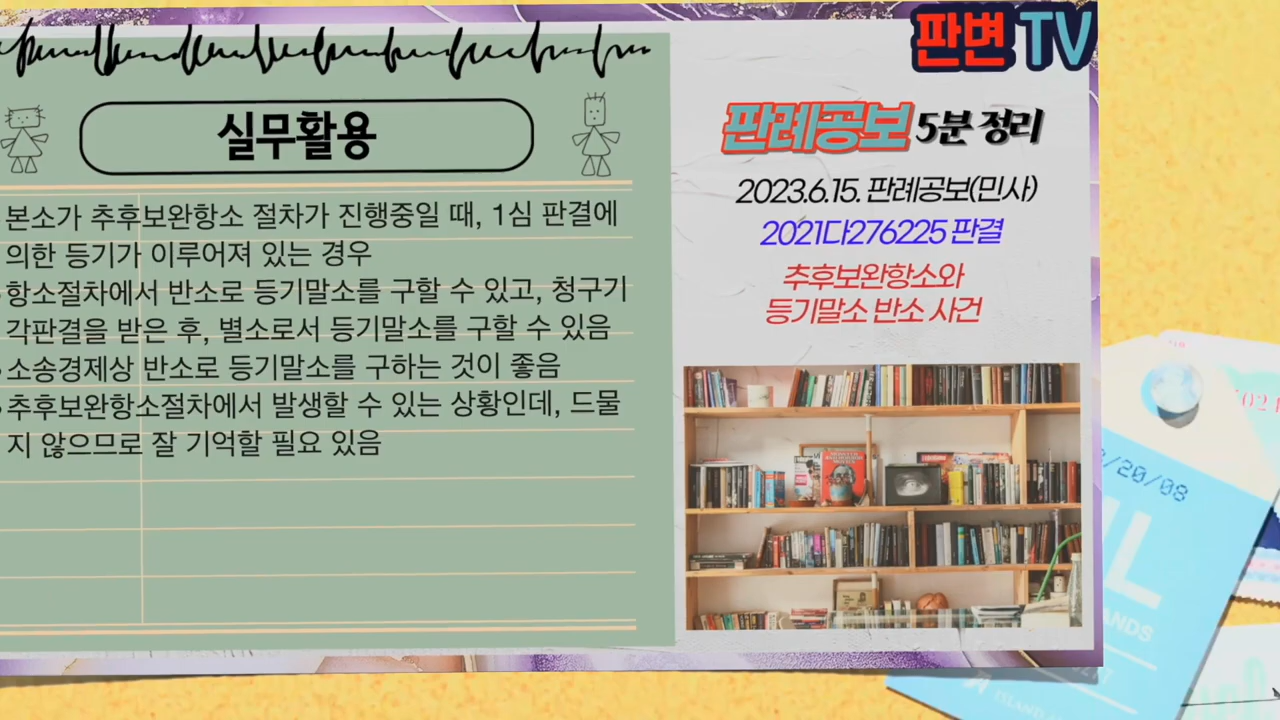 판변 TV
실무활용
본소가 추후보완항소 절차가 진행중일 때, 1심 판결에
의한 등기가 이루어져 있는 경우
항소절차에서 반소로 등기말소를 구할 수 있고, 청구기
각판결을 받은 후, 별소로서 등기말소를 구할 수 있음
소송경제상 반소로 등기말소를 구하는 것이 좋음
추후보완항소절차에서 발생할 수 있는 상황인데, 드물
지 않으므로 잘 기억할 필요 있음
판례공보 5분 정리
2023.6.15. 판례공보(민사)
2021다276225 판결
추후보완항소와
등기말소 반소 사건
/20/08
ANDS